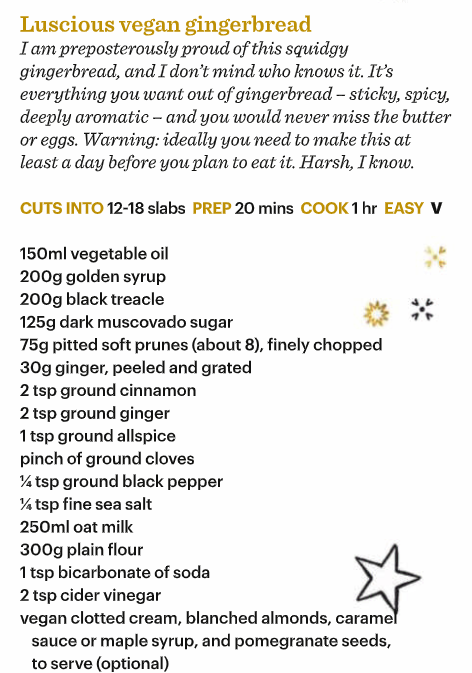 Luscious vegan gingerbread
I am preposterously proud of this squidgy
gingerbread, and I don't mind who knows it. It's
everything you want out of gingerbread – sticky, spicy,
deeply aromatic – and you would never miss the butter
or eggs. Warning: ideally you need to make this at
least a day before you plan to eat it. Harsh, I know.
CUTS INTO 12-18 slabs PREP 20 mins COOK 1 hr EASY V
150ml vegetable oil
200g golden syrup
200g black treacle
125g dark muscovado sugar
75g pitted soft prunes (about 8), finely chopped
30g ginger, peeled and grated
2 tsp ground cinnamon
2 tsp ground ginger
1 tsp ground allspice
pinch of ground cloves
¼ tsp ground black pepper
¼ tsp fine sea salt
250ml oat milk
300g plain flour
1 tsp bicarbonate of soda
2 tsp cider vinegar
vegan clotted cream, blanched almonds, caramel
sauce or maple syrup, and pomegranate seeds,
to serve (optional)